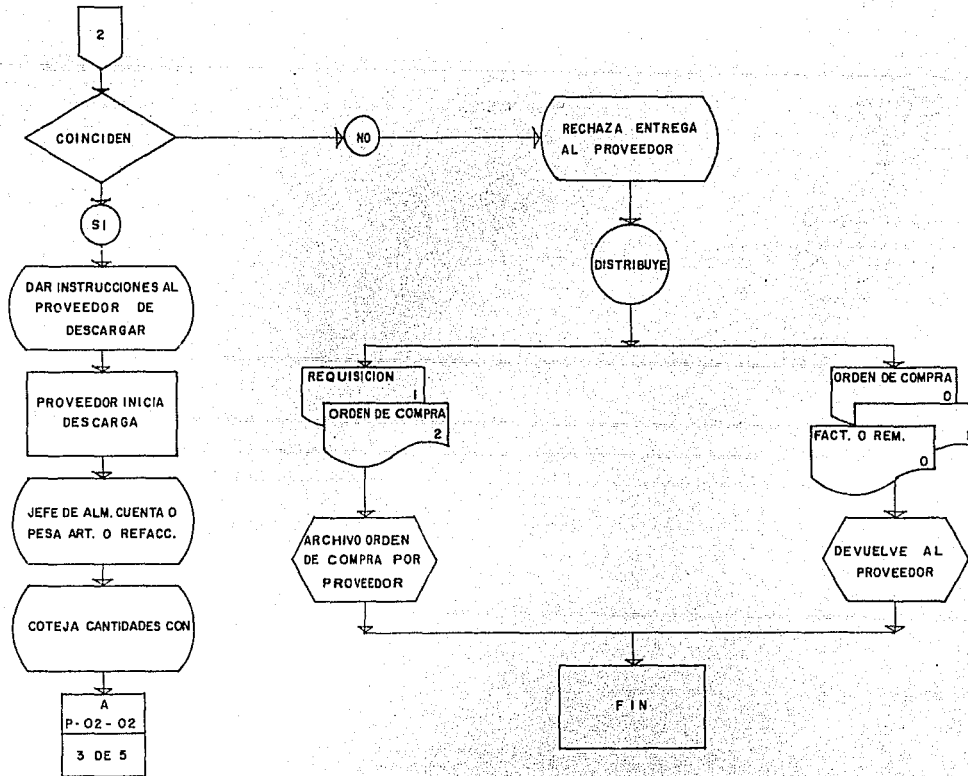 2
COINCIDEN
NO
RECHAZA ENTREGA
AL PROVEEDOR
SI
DISTRIBUYE
DAR INSTRUCCIONES AL
PROVEEDOR DE
DESCARGAR
PROVEEDOR INICIA
DESCARGA
JEFE DE ALM. CUENTA O
PESA ART. O REFACC.
COTEJA CANTIDADES CON
A
P-02-02
3 DE 5
REQUISICION
1
ORDEN DE COMPRA
2
ARCHIVO ORDEN
DE COMPRA POR
PROVEEDOR
ORDEN DE COMPRA
0
FACT. O REM.
0
DEVUELVE AL
PROVEEDOR
FIN